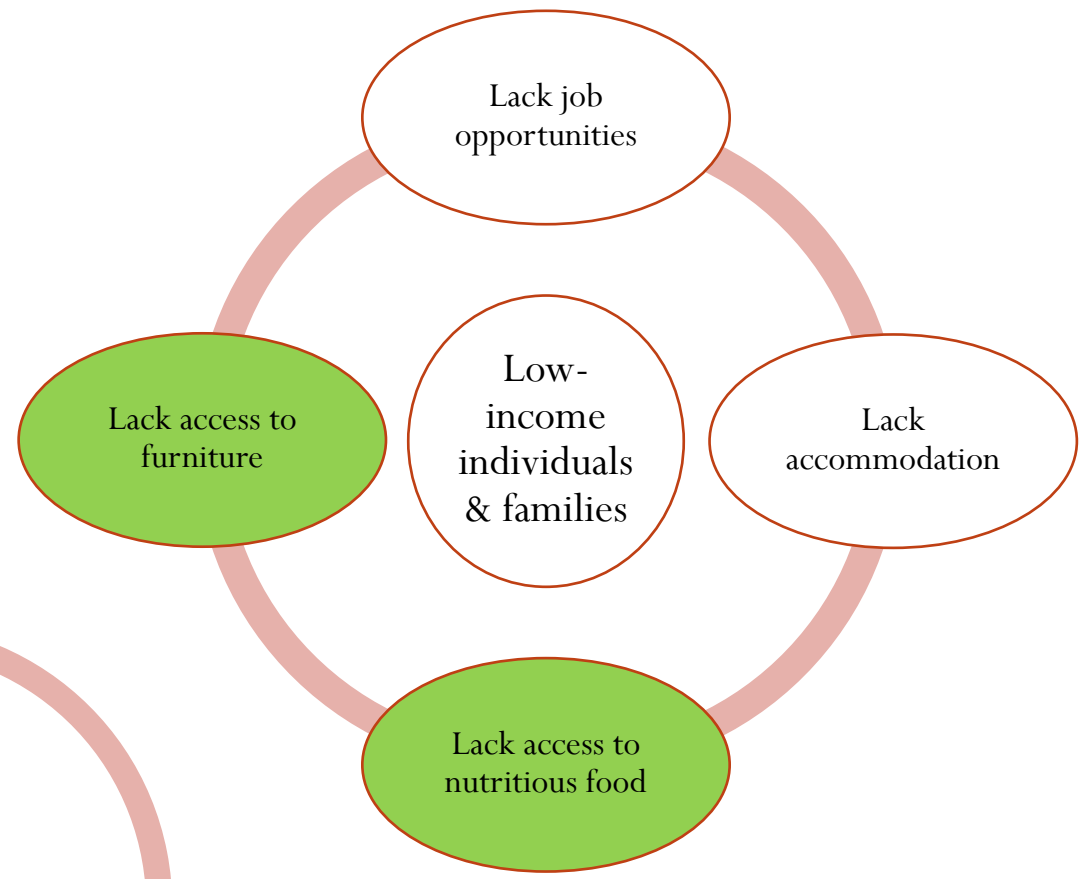 Lack job
opportunities
Lack access to
furniture
Low-
income
individuals
& families
Lack
accommodation
Lack access to
nutritious food